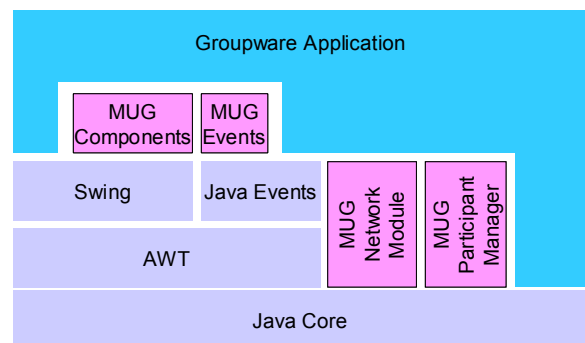 Groupware Application
MUG
Components
MUG
Events
Swing
Java Events
MUG
Network
Module
MUG
Participant
Manager
AWT
Java Core